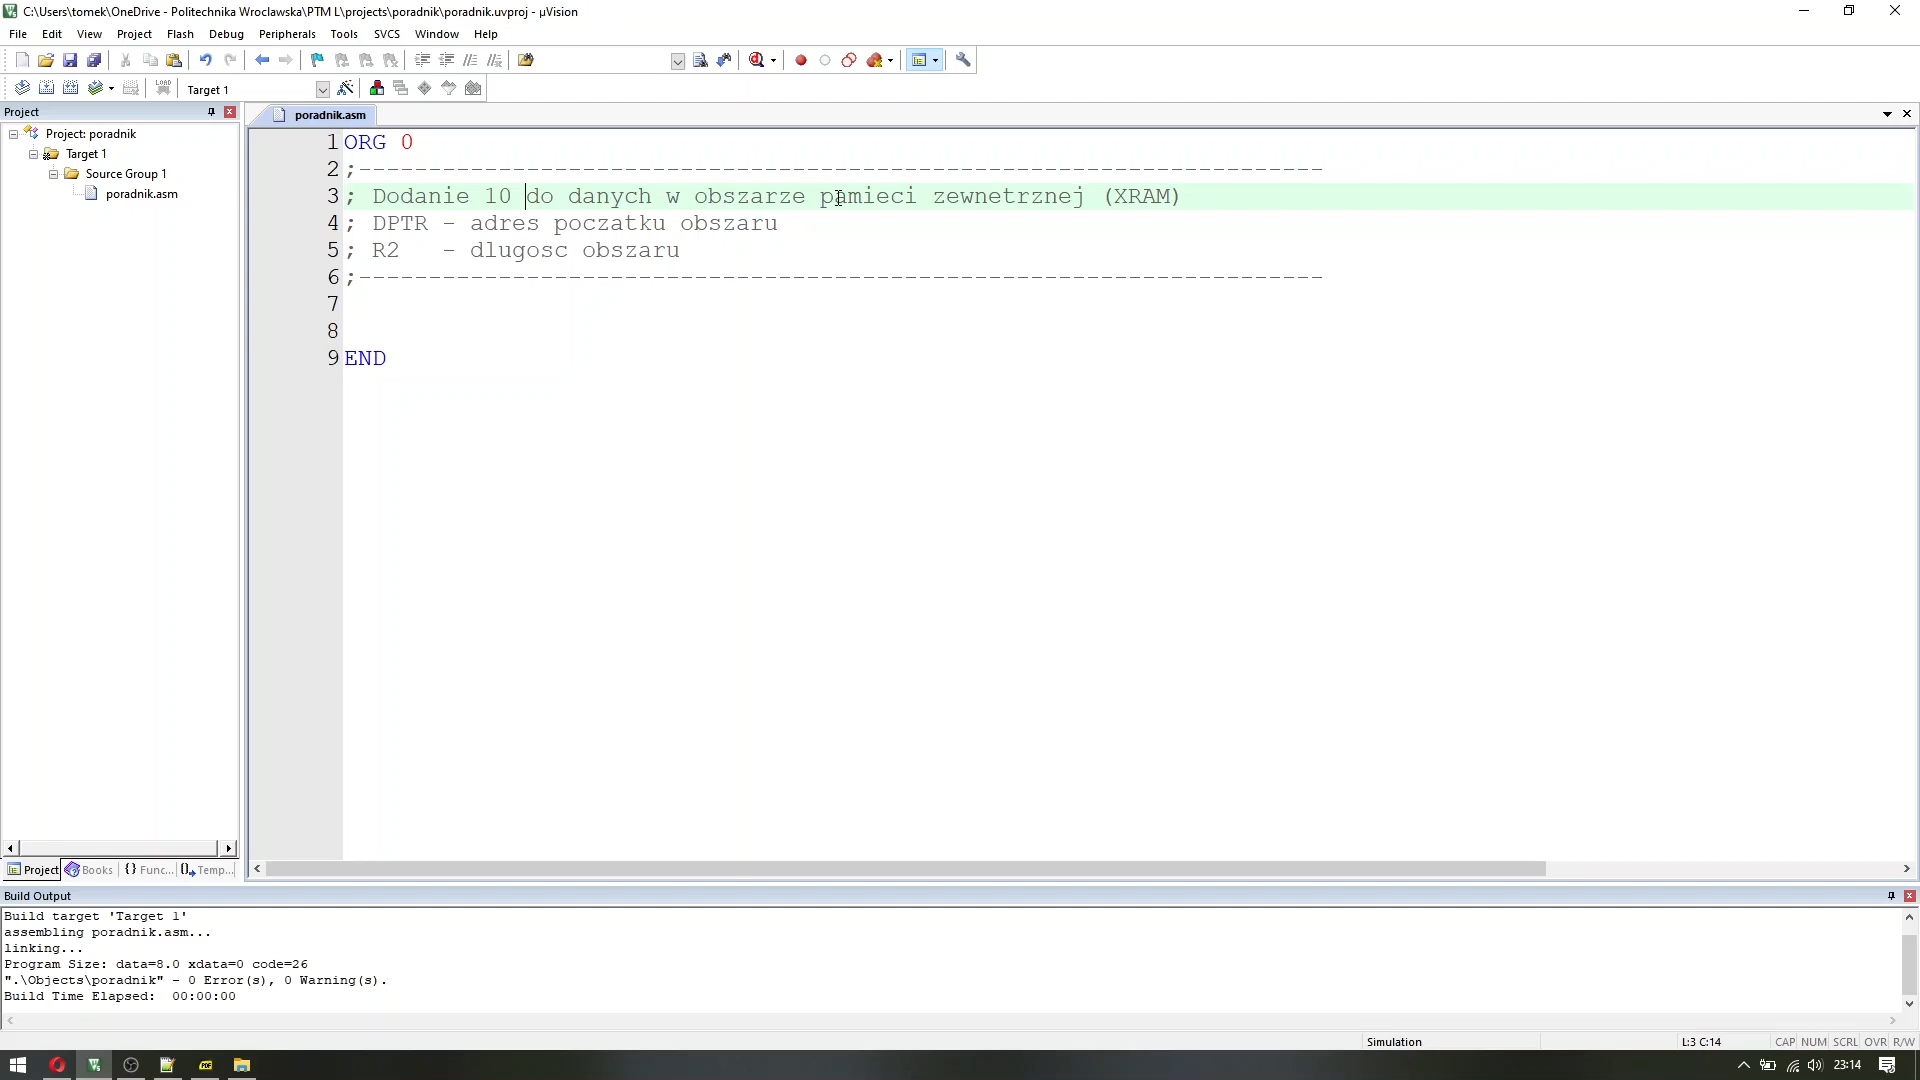 C:\Users\tomek\OneDrive - Politechnika Wroclawska\PTM L\projects\poradnik\poradnik.uvproj - µVision
File Edit View Project Flash Debug Peripherals Tools SVCS Window Help
LOAD
Target 1
Project
poradnik.asm
Project: poradnik
Target 1
Source Group 1
poradnik.asm
1 ORG 0
2 ;---------------------------------------------------------------------
3 ; Dodanie 10 do danych w obszarze pamieci zewnetrznej (XRAM)
4 ; DPTR - adres poczatku obszaru
5 ; R2   - dlugosc obszaru
6 ;---------------------------------------------------------------------
7
8
9 END
Project Books {} Func... Temp...
Build Output
Build target 'Target 1'
assembling poradnik.asm...
linking...
Program Size: data=8.0 xdata=0 code=26
".\Objects\poradnik" - 0 Error(s), 0 Warning(s).
Build Time Elapsed:  00:00:00
Simulation L:3 C:14 CAP NUM SCRL OVR R/W
23:14